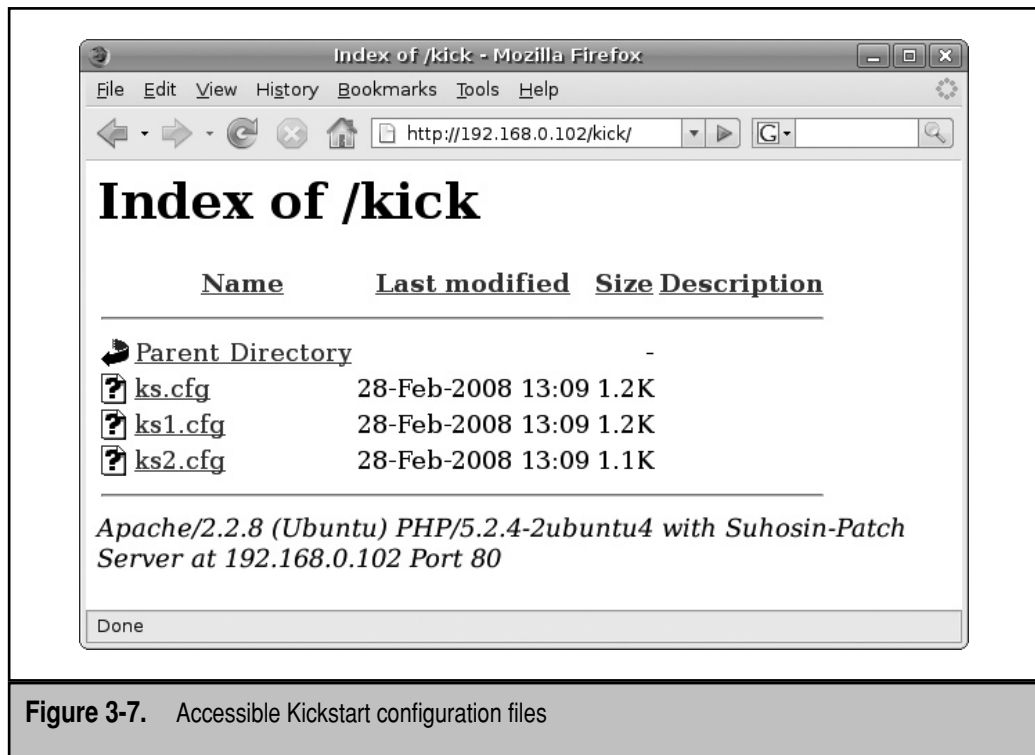 Index of /kick - Mozilla Firefox
File Edit View History Bookmarks Tools Help
http://192.168.0.102/kick/ G
Index of /kick
Name Last modified Size Description
Parent Directory -
ks.cfg 28-Feb-2008 13:09 1.2K
ks1.cfg 28-Feb-2008 13:09 1.2K
ks2.cfg 28-Feb-2008 13:09 1.1K
Apache/2.2.8 (Ubuntu) PHP/5.2.4-2ubuntu4 with Suhosin-Patch
Server at 192.168.0.102 Port 80
Done
Figure 3-7. Accessible Kickstart configuration files